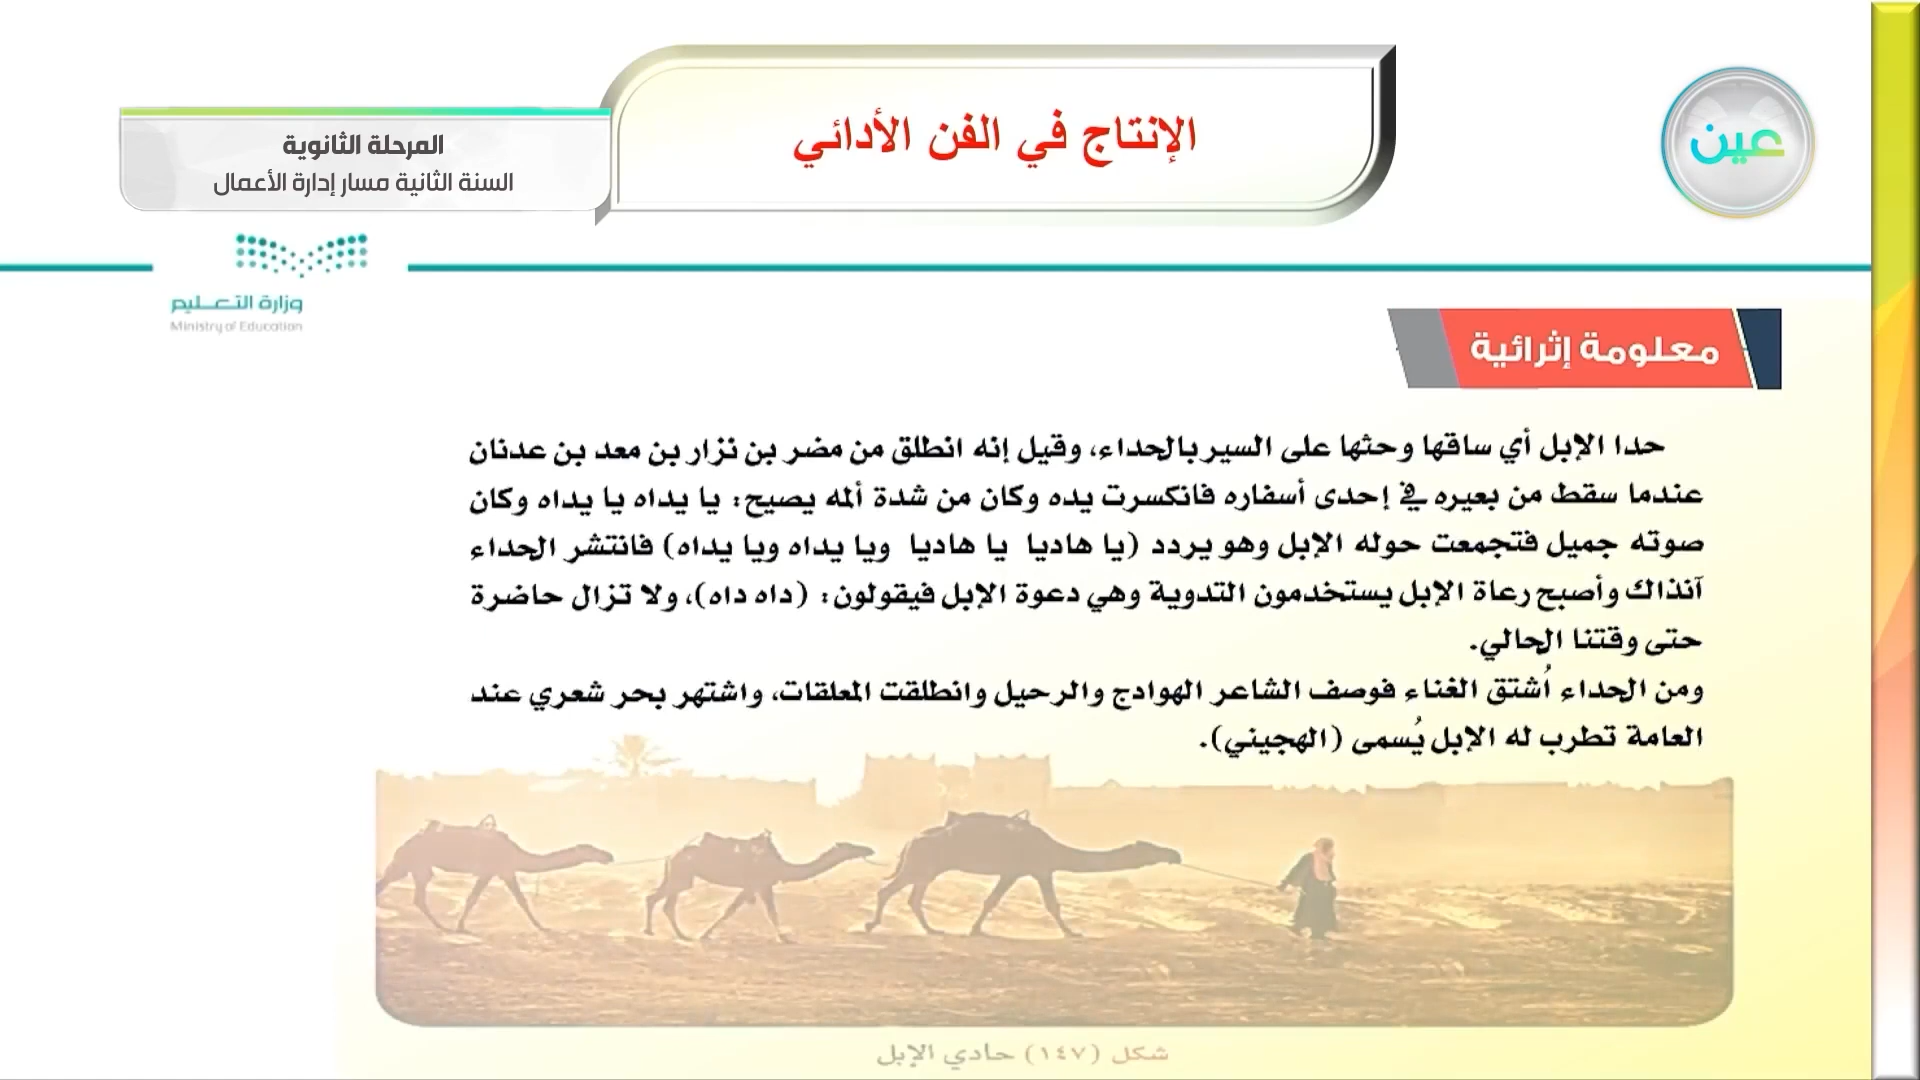 الإنتاج في الفن الأدائي
عين
المرحلة الثانوية
السنة الثانية مسار إدارة الأعمال
وزارة التعليم
Ministry of Education
معلومة إثرائية
حدا الإبل أي ساقها وحثها على السير بالحداء، وقيل إنه انطلق من مضر بن نزار بن معد بن عدنان
عندما سقط من بعيره في إحدى أسفاره فانكسرت يده وكان من شدة ألمه يصيح: يا يداه يا يداه وكان
صوته جميل فتجمعت حوله الإبل وهو يردد (يا هاديا يا هاديا ويا يداه ويا يداه) فانتشر الحداء
آنذاك وأصبح رعاة الإبل يستخدمون التدوية وهي دعوة الإبل فيقولون: (داه داه)، ولا تزال حاضرة
حتى وقتنا الحالي.
ومن الحداء أُشتق الغناء فوصف الشاعر الهوادج والرحيل وانطلقت المعلقات، واشتهر بحر شعري عند
العامة تطرب له الإبل يُسمى (الهجيني).
شكل (١٤٧) حادي الإبل